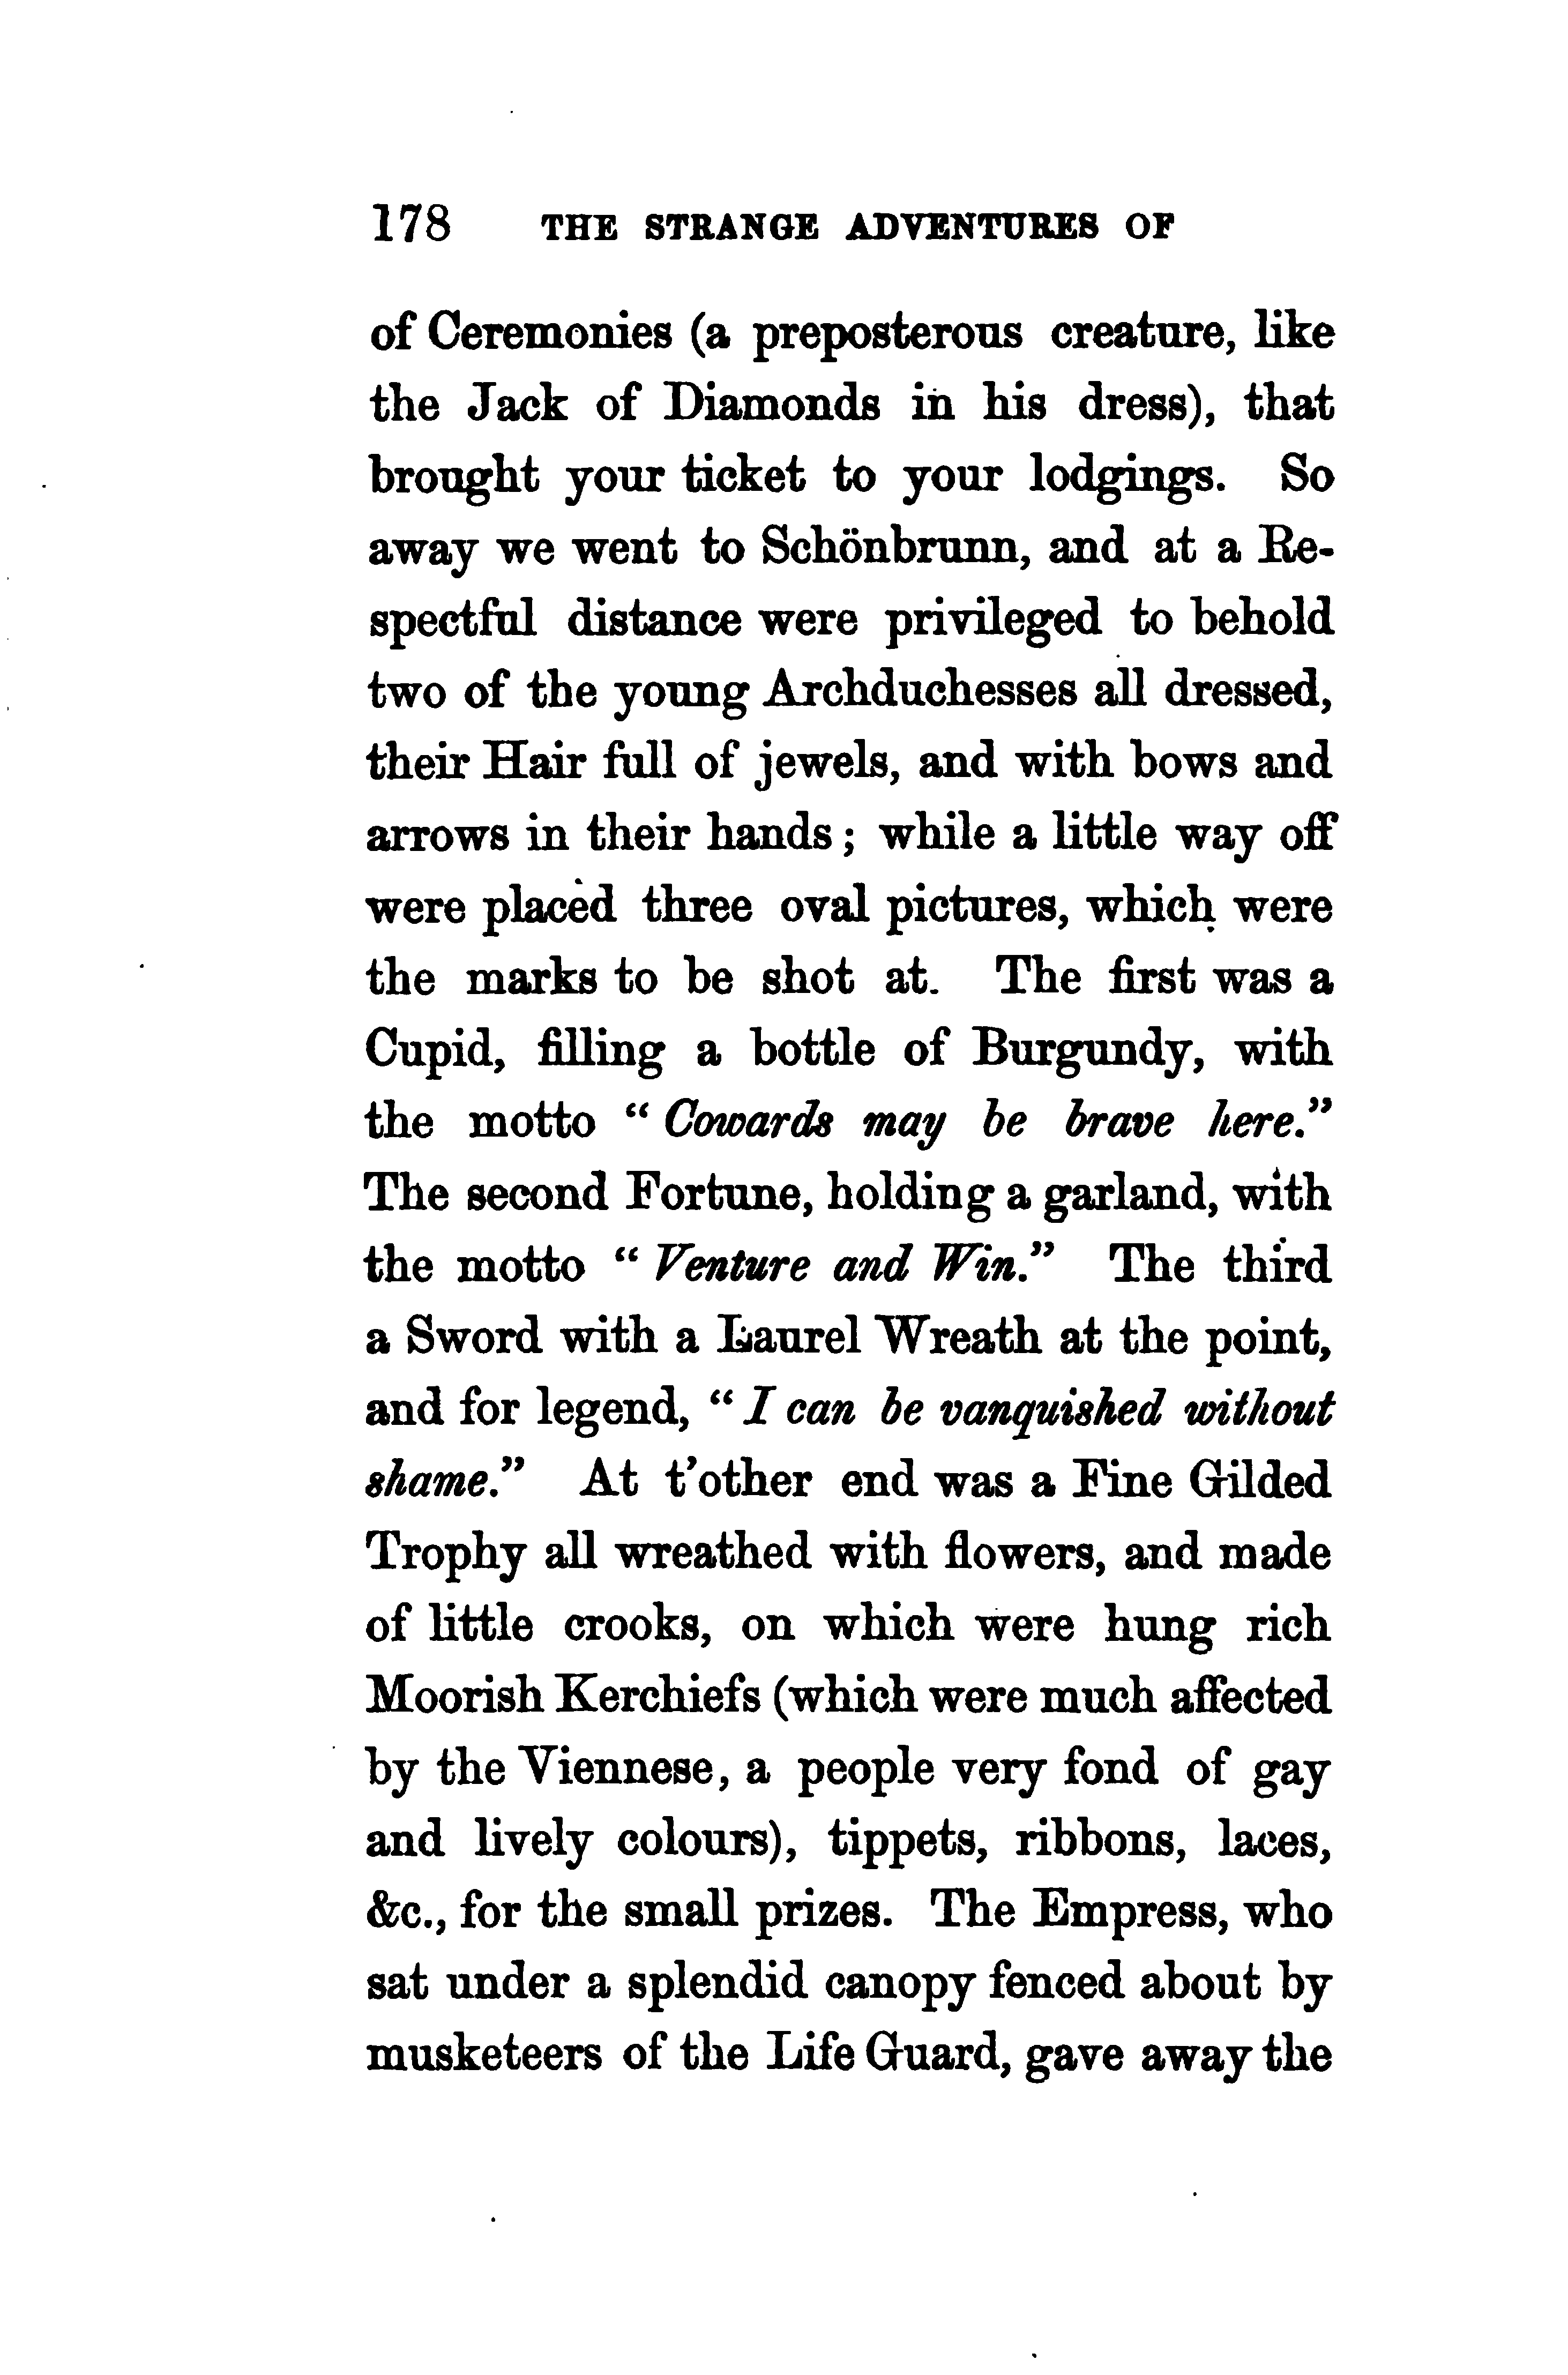 178 THE STRANGE ADVENTURES OF
of Ceremonies (a preposterous creature, like
the Jack of Diamonds in his dress), that
brought your ticket to your lodgings. So
away we went to Schönbrunn, and at a Re-
spectful distance were privileged to behold
two of the young Archduchesses all dressed,
their Hair full of jewels, and with bows and
arrows in their hands; while a little way off
were placed three oval pictures, which were
the marks to be shot at. The first was a
Cupid, filling a bottle of Burgundy, with
the motto “Cowards may be brave here.”
The second Fortune, holding a garland, with
the motto “Venture and Win.” The third
a Sword with a Laurel Wreath at the point,
and for legend, “I can be vanquished without
shame.” At t’other end was a Fine Gilded
Trophy all wreathed with flowers, and made
of little crooks, on which were hung rich
Moorish Kerchiefs (which were much affected
by the Viennese, a people very fond of gay
and lively colours), tippets, ribbons, laces,
&c., for the small prizes. The Empress, who
sat under a splendid canopy fenced about by
musketeers of the Life Guard, gave away the